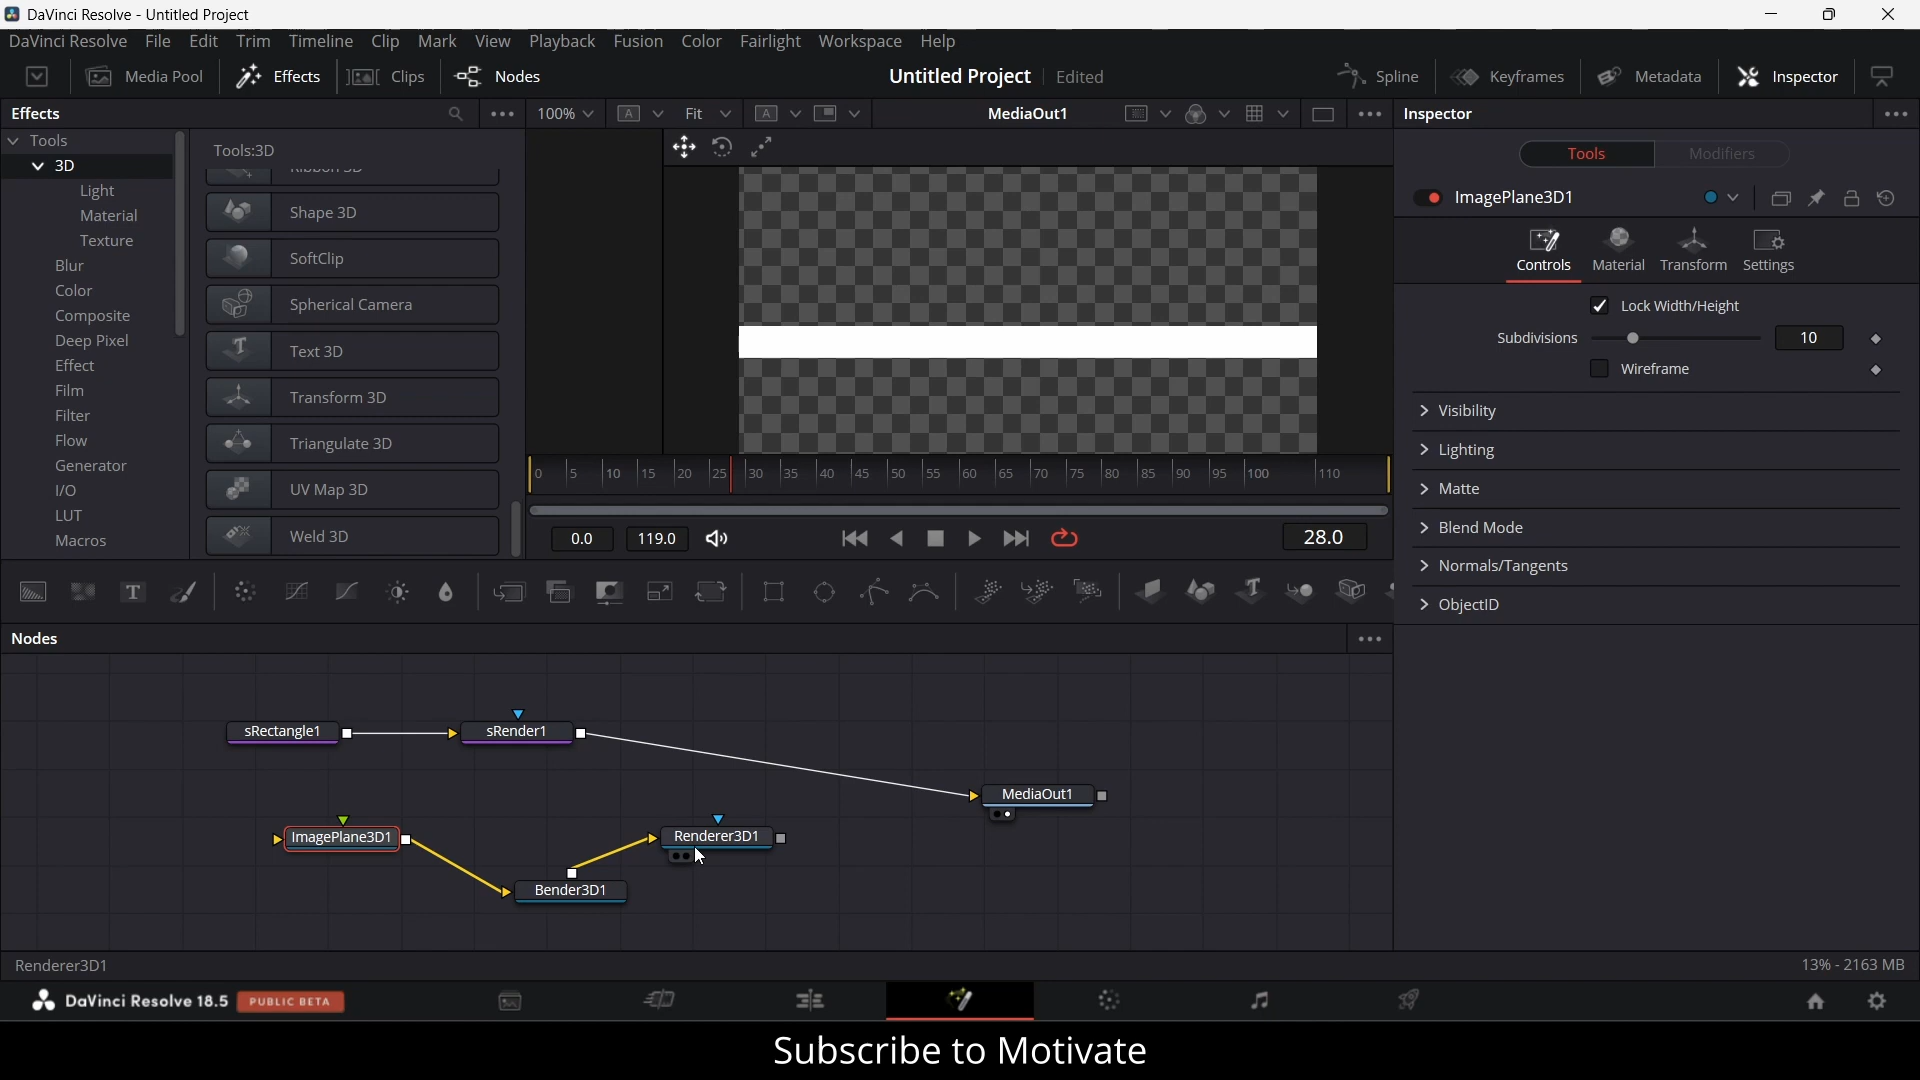 DaVinci Resolve - Untitled Project
DaVinci Resolve File Edit Trim Timeline Clip Mark View Playback Fusion Color Fairlight Workspace Help
Media Pool Effects Clips Nodes Untitled Project Edited Spline Keyframes Metadata Inspector
Effects 100% A Fit A MediaOut1 Inspector
Tools
3D
Light
Material
Texture
Blur
Color
Composite
Deep Pixel
Effect
Film
Filter
Flow
Generator
I/O
LUT
Macros
Tools:3D
Ribbon 3D
Shape 3D
SoftClip
Spherical Camera
Text 3D
Transform 3D
Triangulate 3D
UV Map 3D
Weld 3D
0 5 10 15 20 25 30 35 40 45 50 55 60 65 70 75 80 85 90 95 100 110
0.0 119.0 28.0
Tools Modifiers
ImagePlane3D1
Controls Material Transform Settings
Lock Width/Height
Subdivisions 10
Wireframe
Visibility
Lighting
Matte
Blend Mode
Normals/Tangents
ObjectID
T T
Nodes
sRectangle1 sRender1
MediaOut1
ImagePlane3D1 Renderer3D1
Bender3D1
Renderer3D1 13% - 2163 MB
DaVinci Resolve 18.5 PUBLIC BETA
Subscribe to Motivate